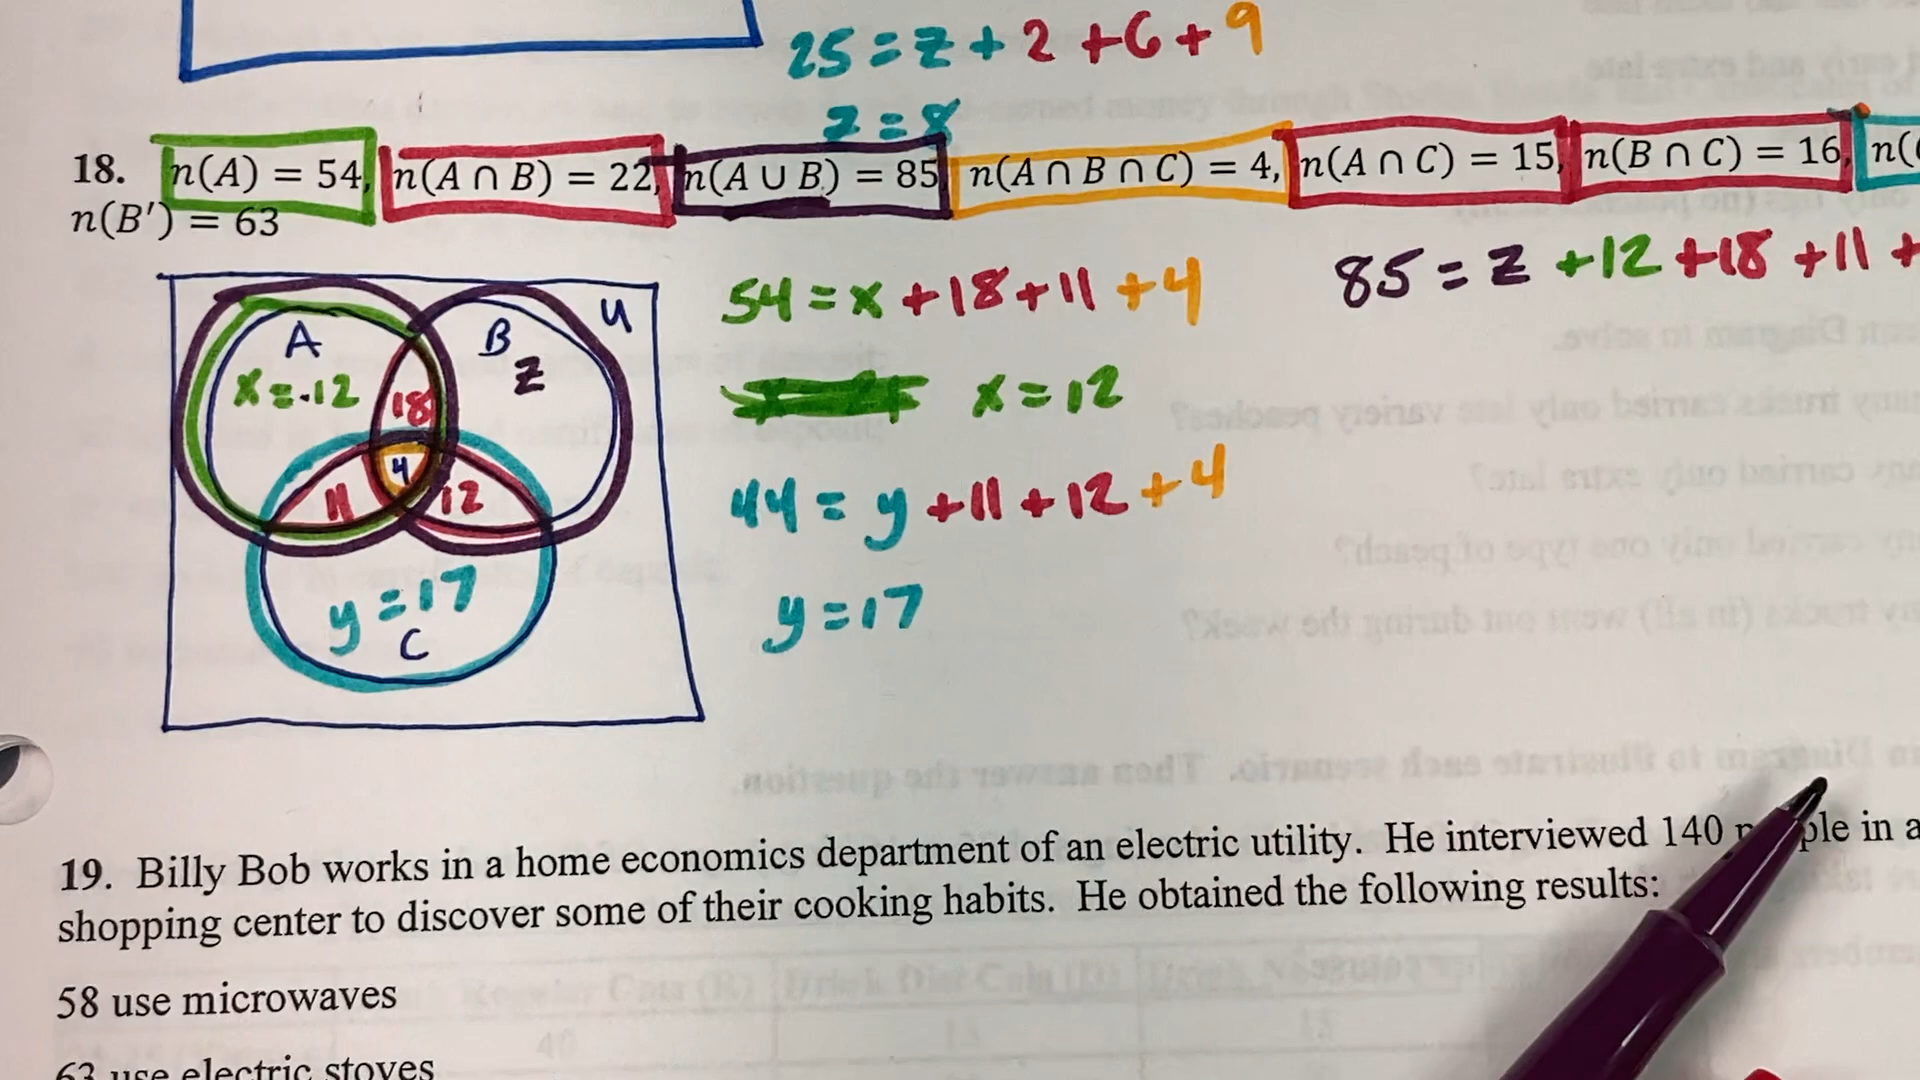 25 = z + 2 + 6 + 9
z = 8
18. n(A) = 54, n(A ∩ B) = 22, n(A ∪ B) = 85, n(A ∩ B ∩ C) = 4, n(A ∩ C) = 15, n(B ∩ C) = 16, n(
n(B′) = 63
85 = z + 12 + 18 + 11 +
54 = x + 18 + 11 + 4
x = 12
44 = y + 11 + 12 + 4
y = 17
A
B
U
x = 12
18
z
4
11
12
y = 17
C
19. Billy Bob works in a home economics department of an electric utility. He interviewed 140 in a
shopping center to discover some of their cooking habits. He obtained the following results:
58 use microwaves
63 use electric stoves